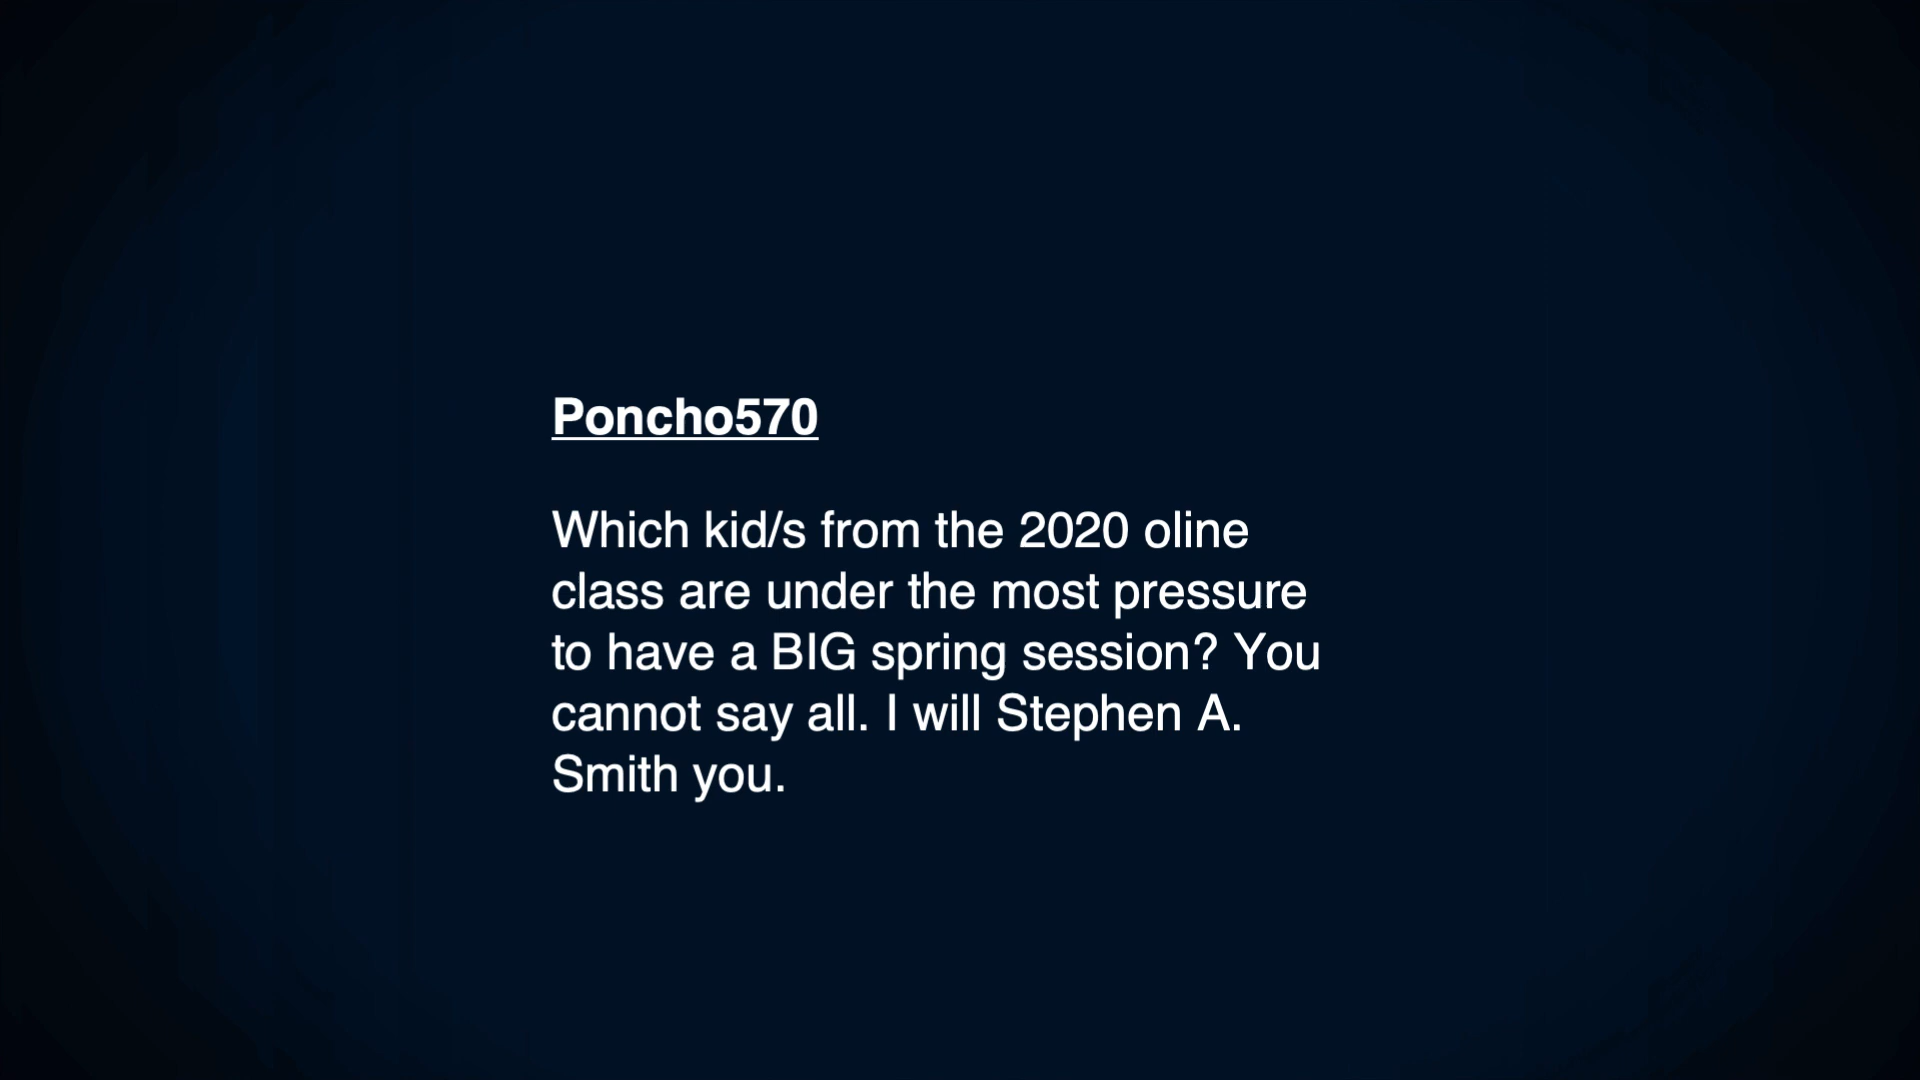 Poncho570
Which kid/s from the 2020 oline
class are under the most pressure
to have a BIG spring session? You
cannot say all. I will Stephen A.
Smith you.